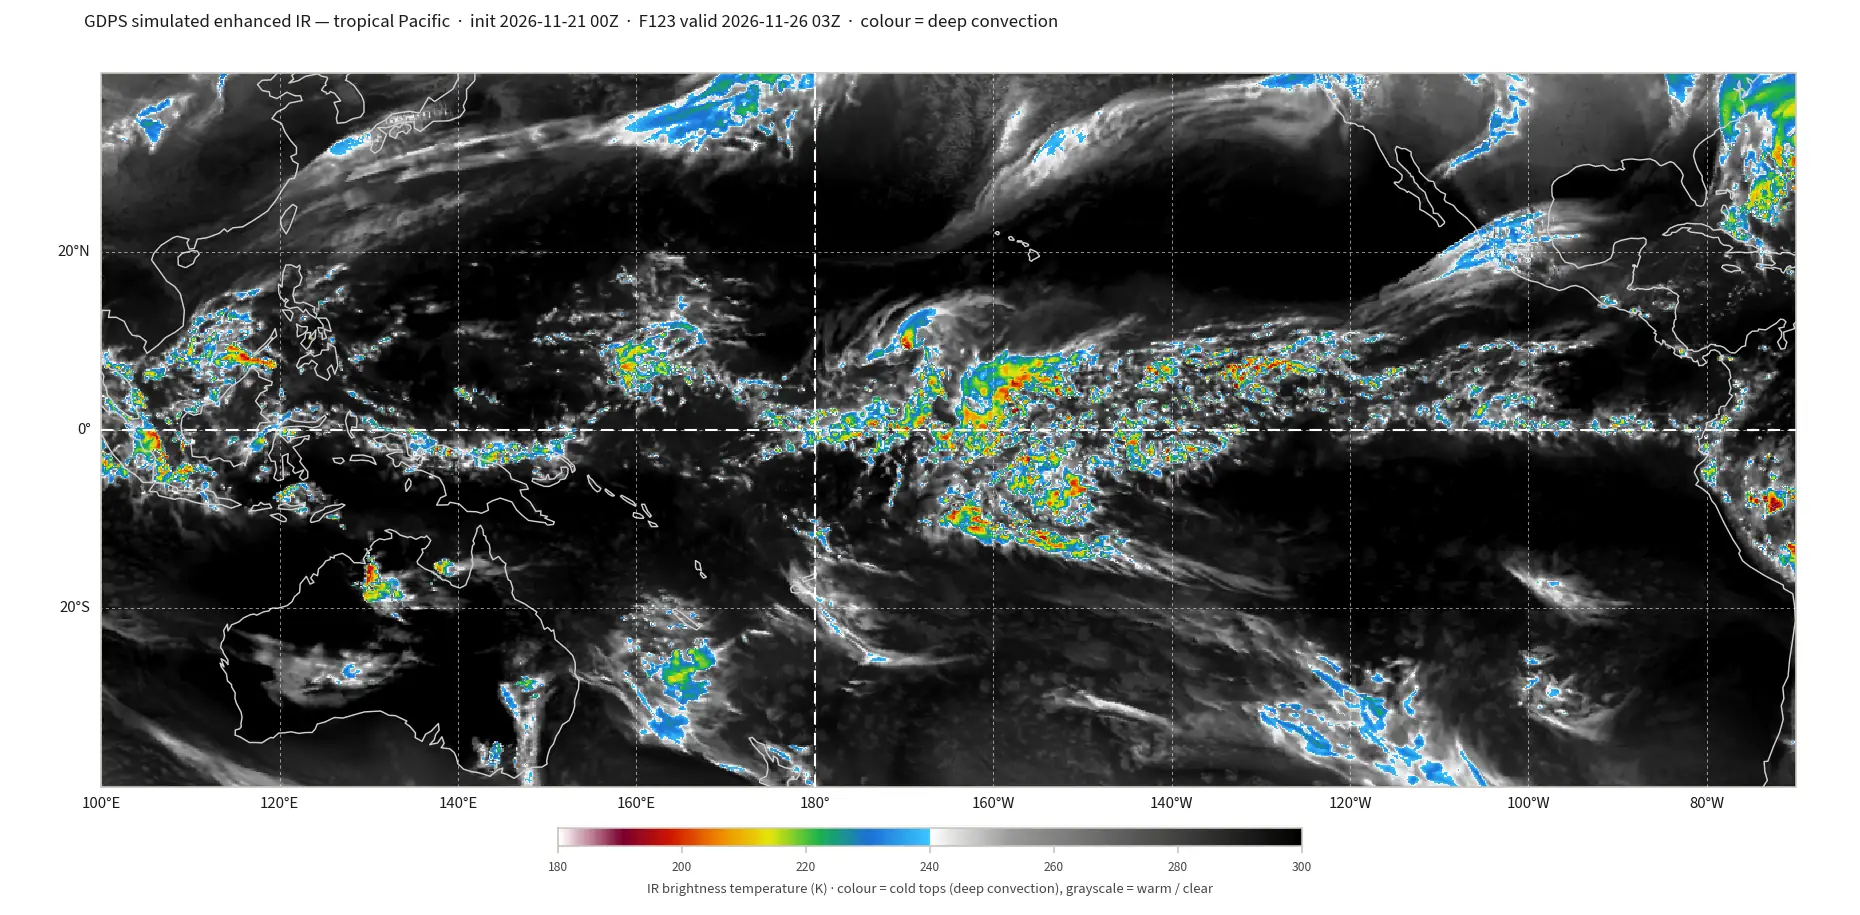 GDPS simulated enhanced IR — tropical Pacific · init 2026-11-21 00Z · F123 valid 2026-11-26 03Z · colour = deep convection
20°N
0°
20°S
100°E 120°E 140°E 160°E 180° 160°W 140°W 120°W 100°W 80°W
180 200 220 240 260 280 300
IR brightness temperature (K) · colour = cold tops (deep convection), grayscale = warm / clear